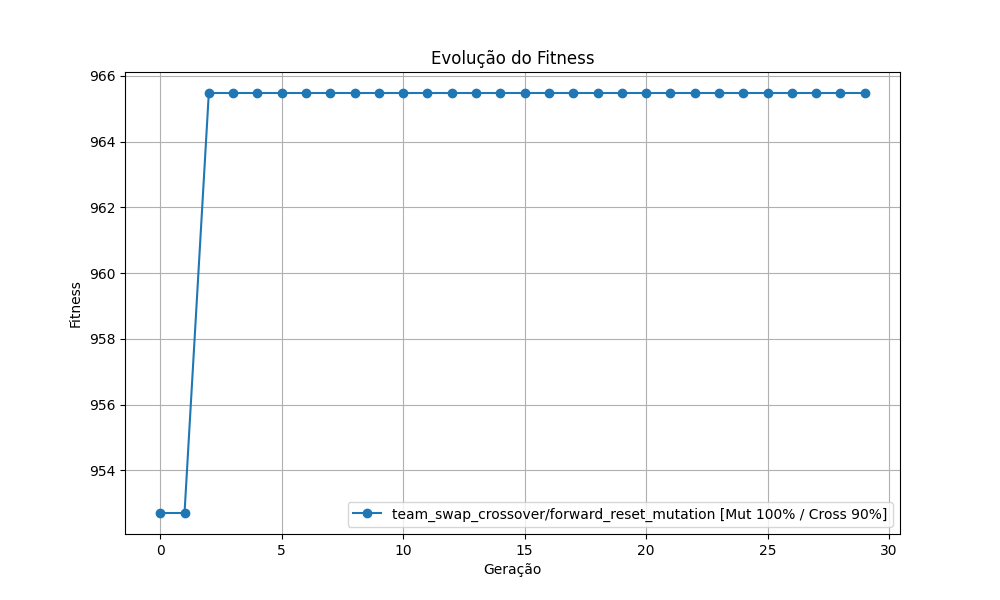 Evolução do Fitness
966
964
962
960
958
956
954
Fitness
team_swap_crossover/forward_reset_mutation [Mut 100% / Cross 90%]
0 5 10 15 20 25 30
Geração